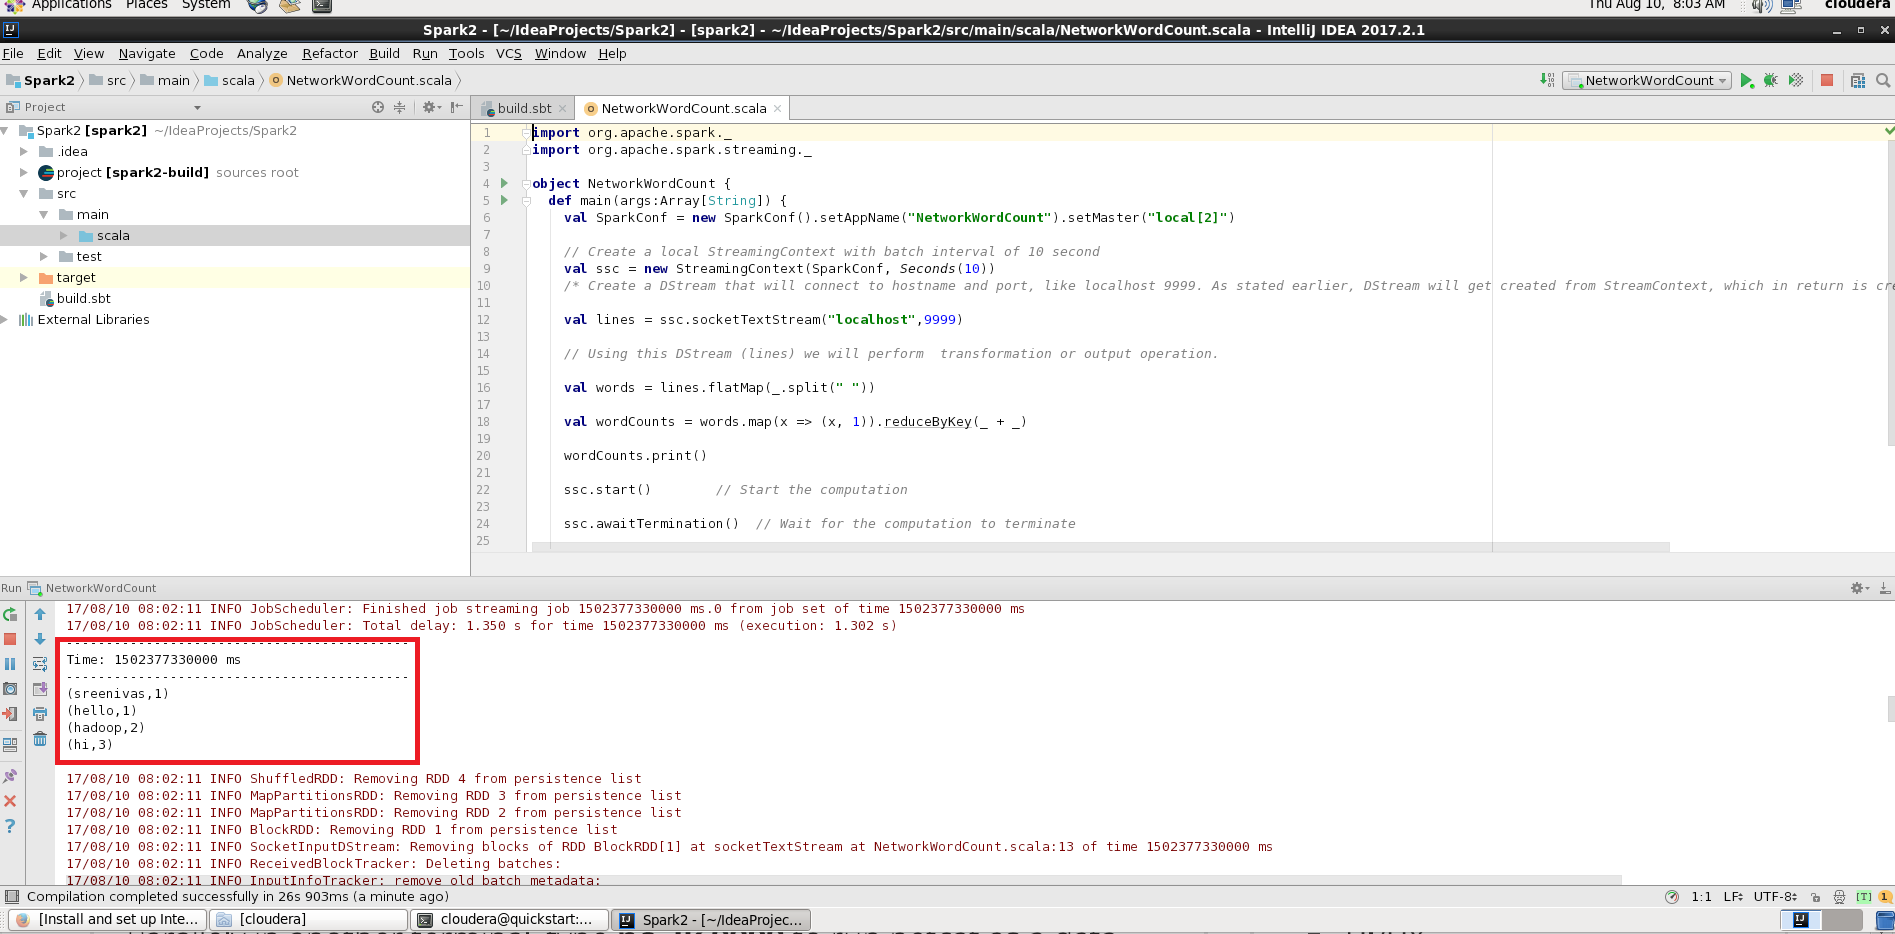 Applications Places System Thu Aug 10, 8:03 AM cloudera
Spark2 - [~/IdeaProjects/Spark2] - [spark2] - ~/IdeaProjects/Spark2/src/main/scala/NetworkWordCount.scala - IntelliJ IDEA 2017.2.1
File Edit View Navigate Code Analyze Refactor Build Run Tools VCS Window Help
Spark2 src main scala NetworkWordCount.scala NetworkWordCount
Project
build.sbt NetworkWordCount.scala
Spark2 [spark2] ~/IdeaProjects/Spark2
.idea
project [spark2-build] sources root
src
main
scala
test
target
build.sbt
External Libraries
1 import org.apache.spark._
2 import org.apache.spark.streaming._
3
4 object NetworkWordCount {
5 def main(args:Array[String]) {
6 val SparkConf = new SparkConf().setAppName("NetworkWordCount").setMaster("local[2]")
7
8 // Create a local StreamingContext with batch interval of 10 second
9 val ssc = new StreamingContext(SparkConf, Seconds(10))
10 /* Create a DStream that will connect to hostname and port, like localhost 9999. As stated earlier, DStream will get created from StreamContext, which in return is cre
11
12 val lines = ssc.socketTextStream("localhost",9999)
13
14 // Using this DStream (lines) we will perform  transformation or output operation.
15
16 val words = lines.flatMap(_.split(" "))
17
18 val wordCounts = words.map(x => (x, 1)).reduceByKey(_ + _)
19
20 wordCounts.print()
21
22 ssc.start() // Start the computation
23
24 ssc.awaitTermination() // Wait for the computation to terminate
25
Run NetworkWordCount
17/08/10 08:02:11 INFO JobScheduler: Finished job streaming job 1502377330000 ms.0 from job set of time 1502377330000 ms
17/08/10 08:02:11 INFO JobScheduler: Total delay: 1.350 s for time 1502377330000 ms (execution: 1.302 s)
-------------------------------------------
Time: 1502377330000 ms
-------------------------------------------
(sreenivas,1)
(hello,1)
(hadoop,2)
(hi,3)
17/08/10 08:02:11 INFO ShuffledRDD: Removing RDD 4 from persistence list
17/08/10 08:02:11 INFO MapPartitionsRDD: Removing RDD 3 from persistence list
17/08/10 08:02:11 INFO MapPartitionsRDD: Removing RDD 2 from persistence list
17/08/10 08:02:11 INFO BlockRDD: Removing RDD 1 from persistence list
17/08/10 08:02:11 INFO SocketInputDStream: Removing blocks of RDD BlockRDD[1] at socketTextStream at NetworkWordCount.scala:13 of time 1502377330000 ms
17/08/10 08:02:11 INFO ReceivedBlockTracker: Deleting batches:
17/08/10 08:02:11 INFO InputInfoTracker: remove old batch metadata:
Compilation completed successfully in 26s 903ms (a minute ago) 1:1 LF UTF-8 [T] 1
[Install and set up Inte... [cloudera] cloudera@quickstart:... Spark2 - [~/IdeaProjec...